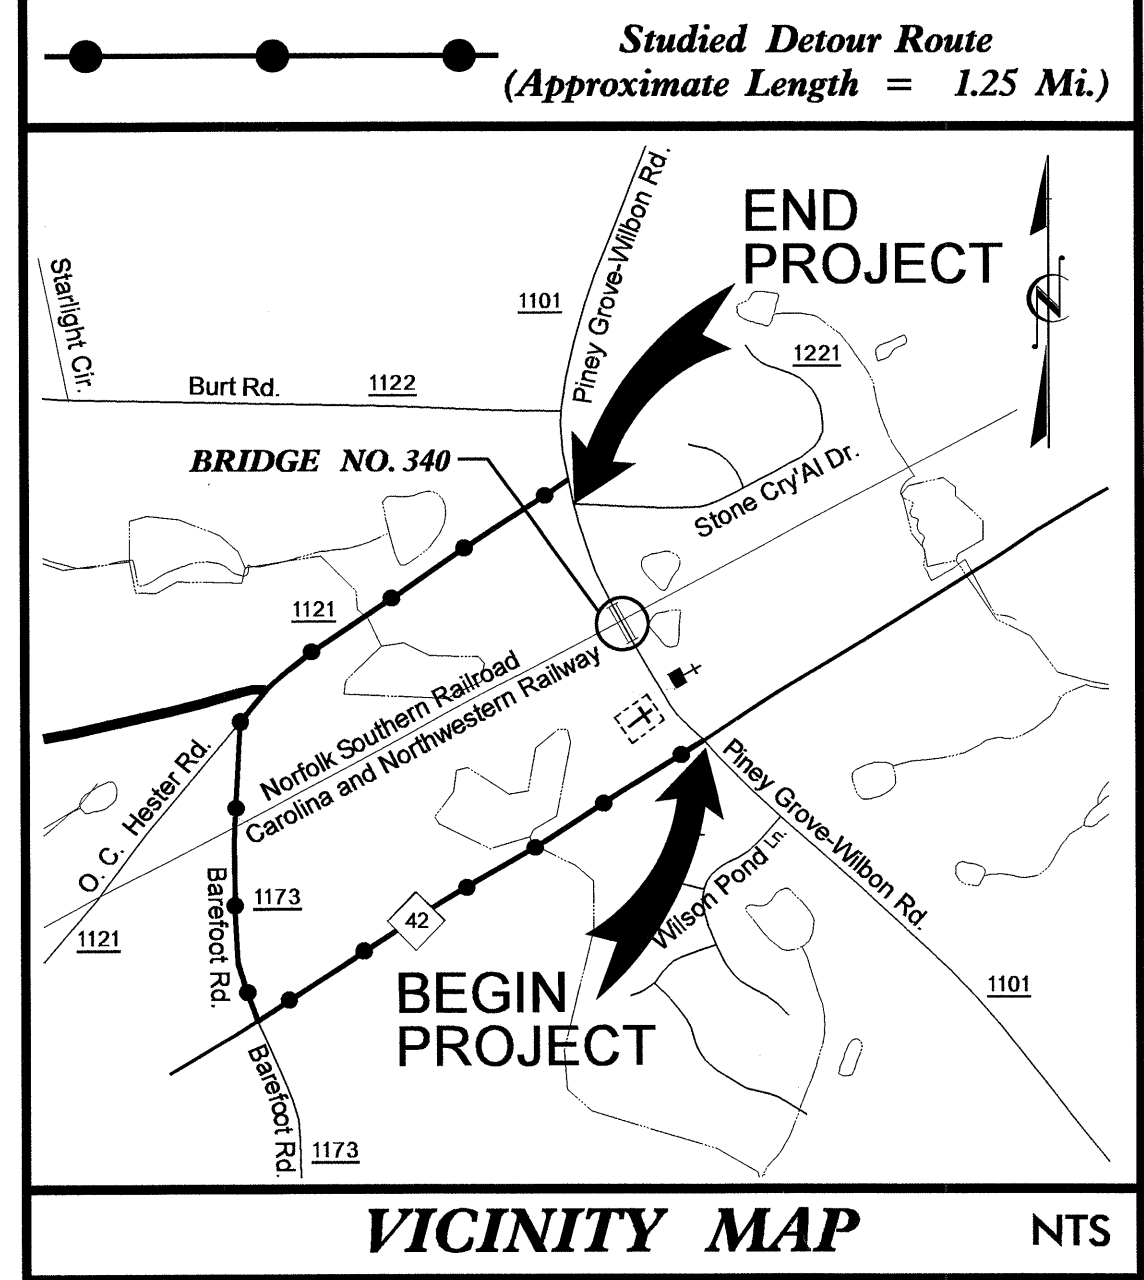 Studied Detour Route
(Approximate Length = 1.25 Mi.)
END
PROJECT
Piney Grove-Wilbon Rd.
1101
Starlight Cir.
N
1221
Burt Rd.
1122
BRIDGE NO. 340
Stone Cry'Al Dr.
1121
Norfolk Southern Railroad
Carolina and Northwestern Railway
O. C. Hester Rd.
Piney Grove-Wilbon Rd.
Wilson Pond Ln.
Barefoot Rd.
1173
42
1121
BEGIN
PROJECT
1101
Barefoot Rd.
1173
VICINITY MAP
NTS